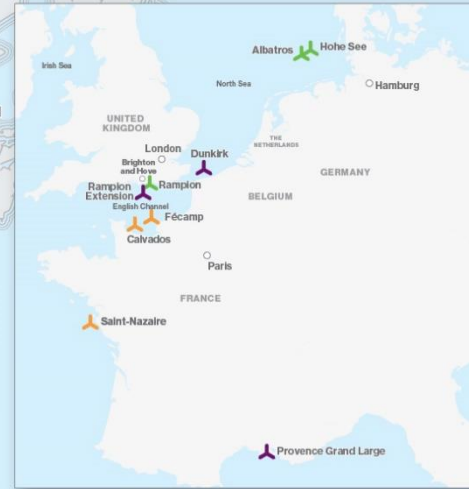 Albatros
Hohe See
Irish Sea
North Sea
Hamburg
UNITED
KINGDOM
THE
NETHERLANDS
London
Dunkirk
Brighton
and Hove
GERMANY
Rampion
Rampion
Extension
BELGIUM
English Channel
Fécamp
Calvados
Paris
FRANCE
Saint-Nazaire
Provence Grand Large